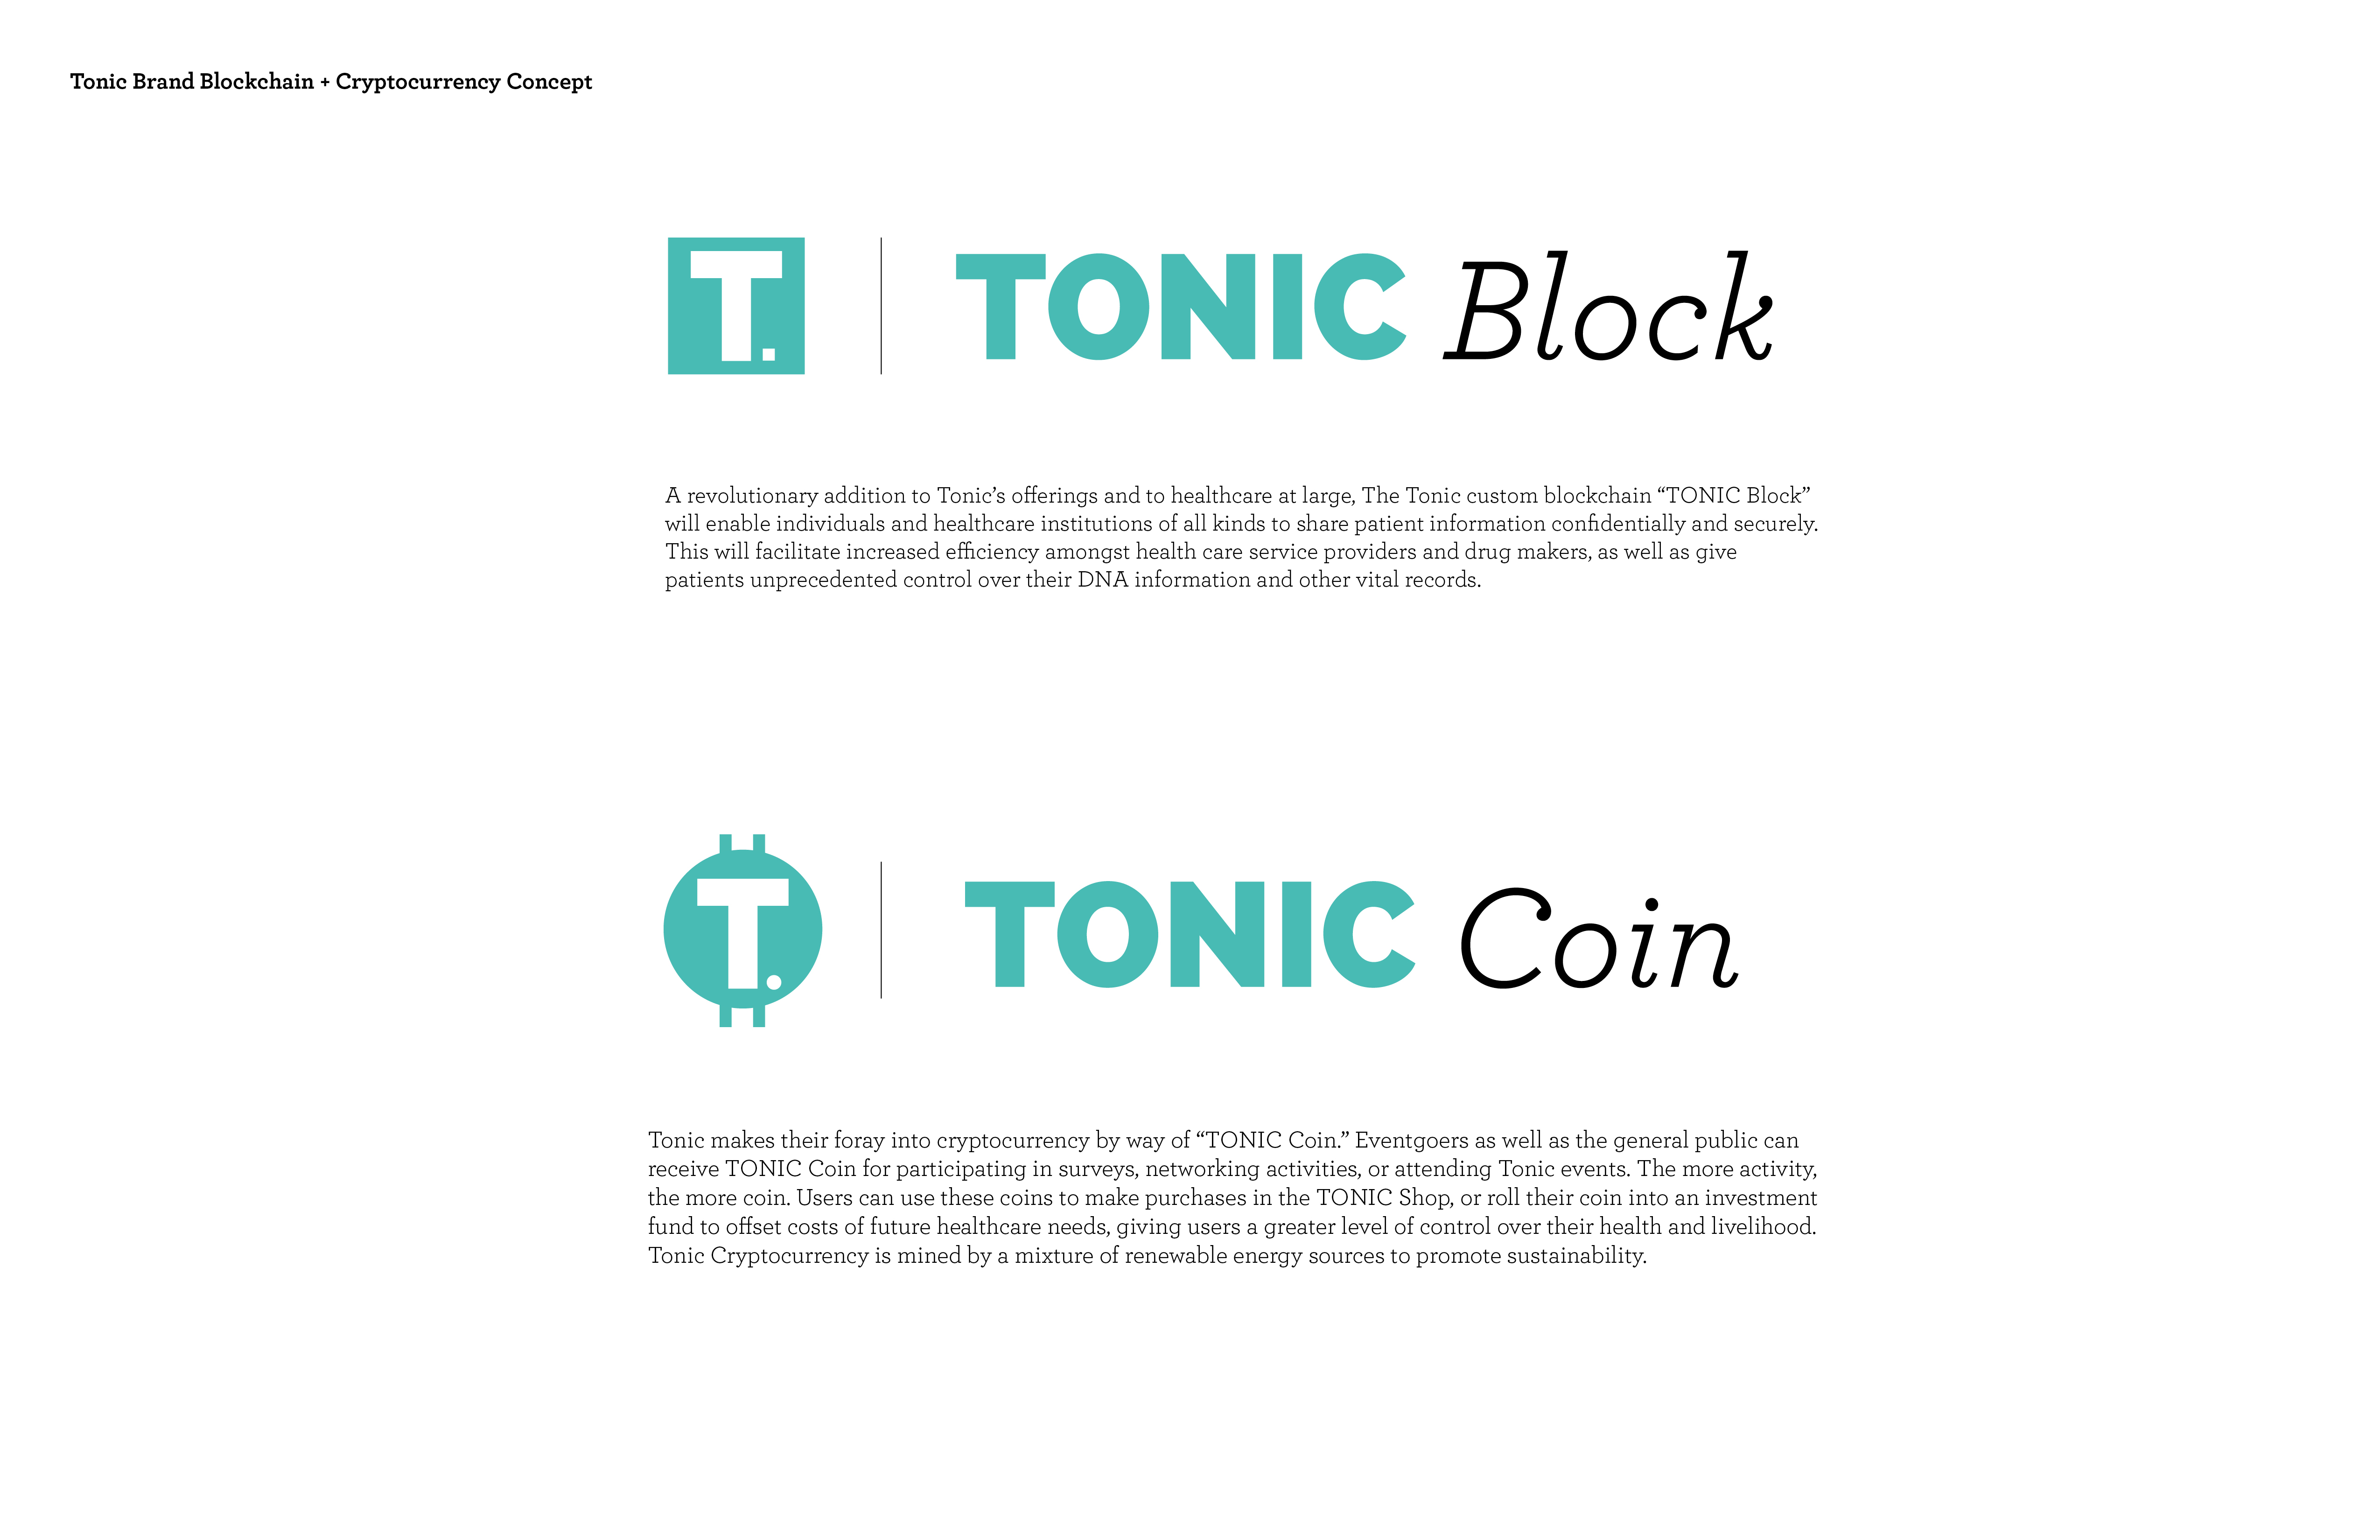 Tonic Brand Blockchain + Cryptocurrency Concept
T.
TONIC Block
A revolutionary addition to Tonic’s offerings and to healthcare at large, The Tonic custom blockchain “TONIC Block”
will enable individuals and healthcare institutions of all kinds to share patient information confidentially and securely.
This will facilitate increased efficiency amongst health care service providers and drug makers, as well as give
patients unprecedented control over their DNA information and other vital records.
T.
TONIC Coin
Tonic makes their foray into cryptocurrency by way of “TONIC Coin.” Eventgoers as well as the general public can
receive TONIC Coin for participating in surveys, networking activities, or attending Tonic events. The more activity,
the more coin. Users can use these coins to make purchases in the TONIC Shop, or roll their coin into an investment
fund to offset costs of future healthcare needs, giving users a greater level of control over their health and livelihood.
Tonic Cryptocurrency is mined by a mixture of renewable energy sources to promote sustainability.